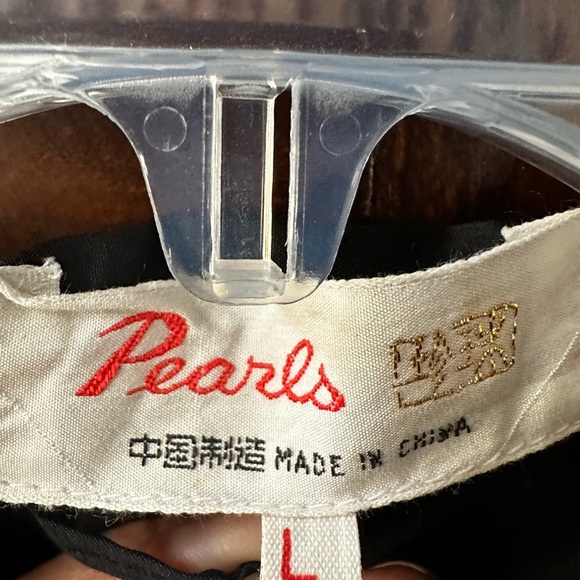 Pearls
中国制造 MADE IN CHINA
L